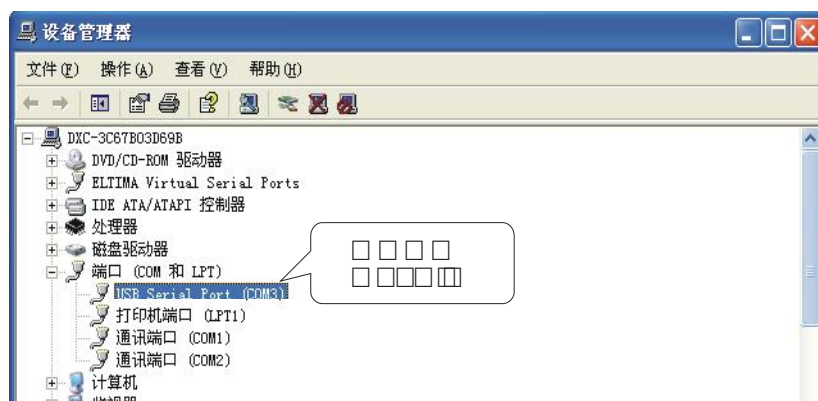 设备管理器
文件(F) 操作(A) 查看(V) 帮助(H)
DXC-3C67B03D69B
DVD/CD-ROM 驱动器
ELTIMA Virtual Serial Ports
IDE ATA/ATAPI 控制器
处理器
磁盘驱动器
端口 (COM 和 LPT)
USB Serial Port (COM3)
打印机端口 (LPT1)
通讯端口 (COM1)
通讯端口 (COM2)
计算机